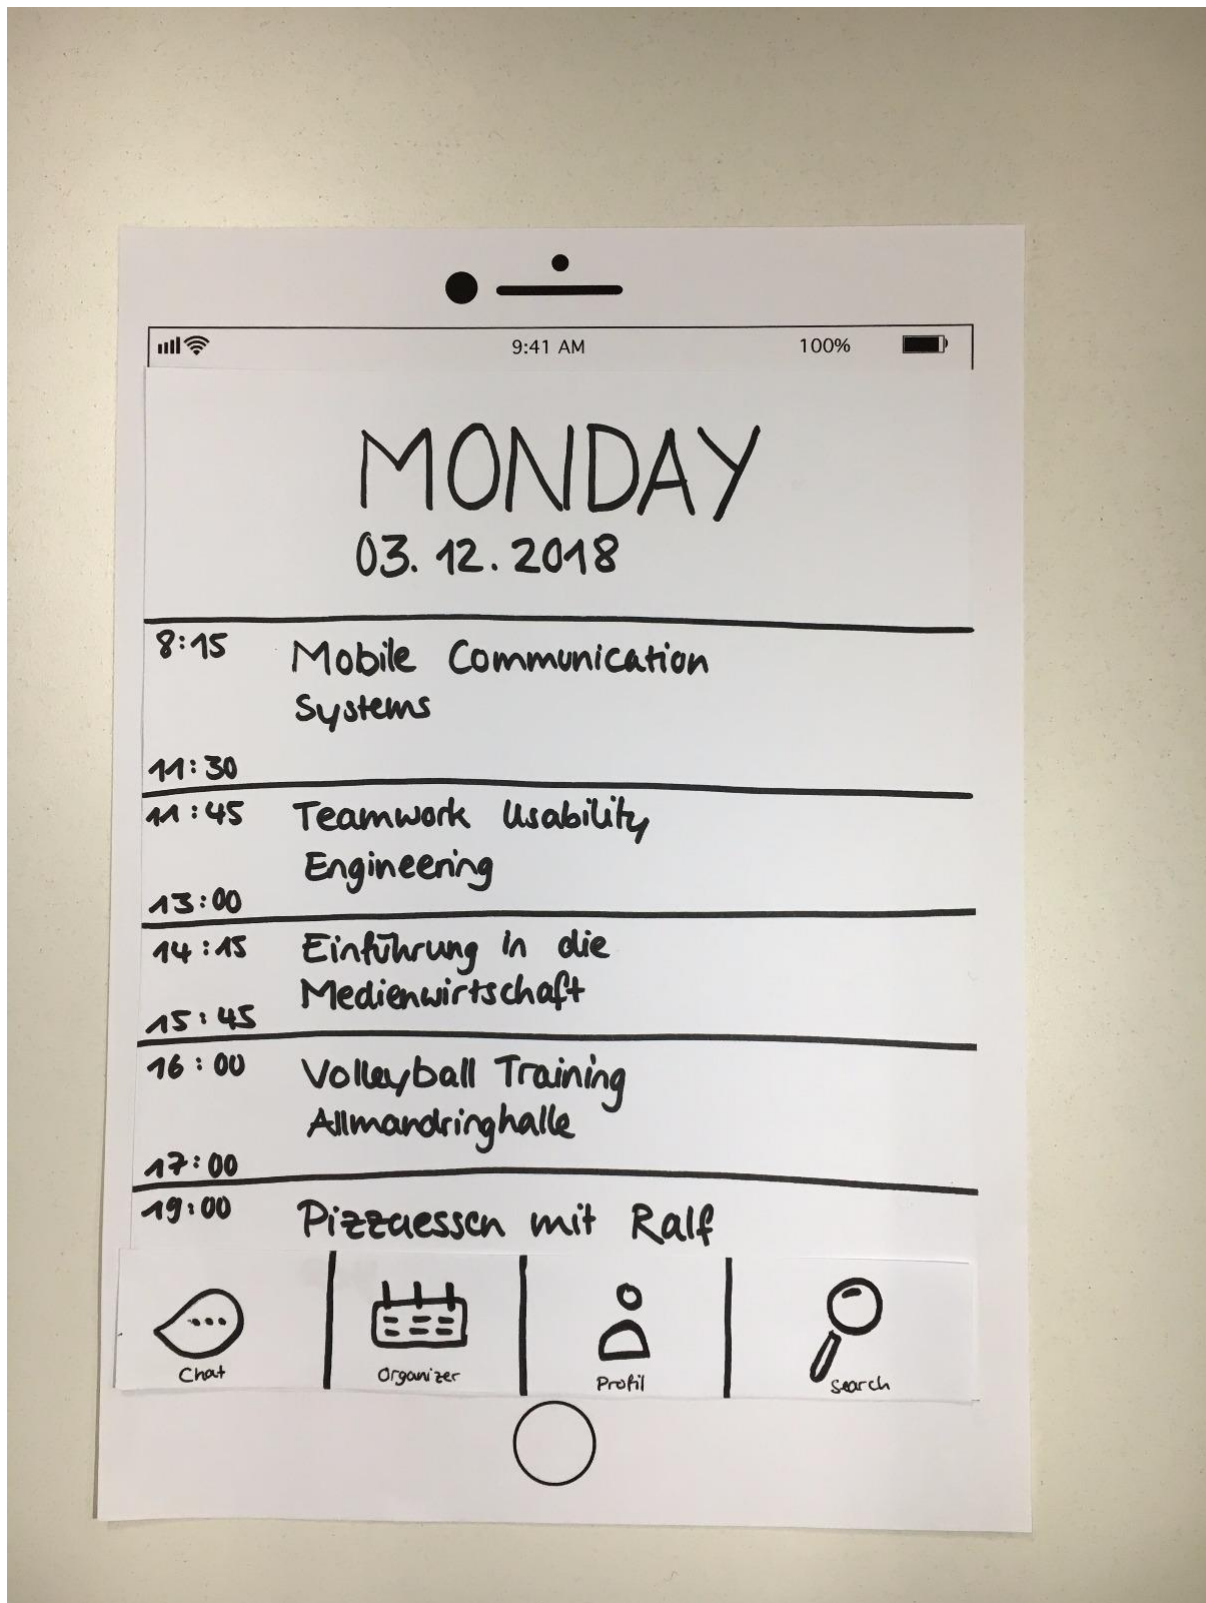 9:41 AM 100%
MONDAY
03.12.2018
8:15 Mobile Communication
Systems
11:30
11:45 Teamwork Usability
Engineering
13:00
14:15 Einführung in die
Medienwirtschaft
15:45
16:00 Volleyball Training
Allmandringhalle
17:00
19:00 Pizzaessen mit Ralf
Chat Organizer Profil Search